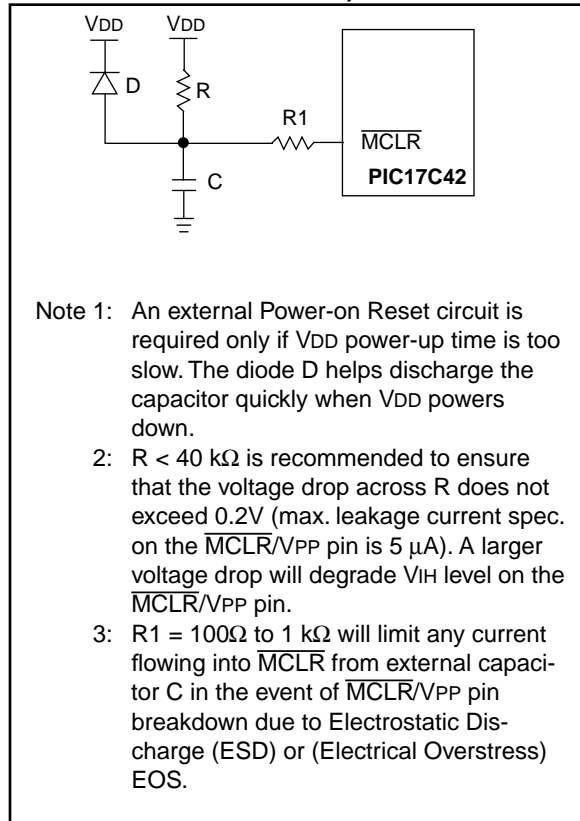 VDD VDD
D
R
R1
C
MCLR
PIC17C42
Note 1: An external Power-on Reset circuit is
required only if VDD power-up time is too
slow. The diode D helps discharge the
capacitor quickly when VDD powers
down.
2: R < 40 kΩ is recommended to ensure
that the voltage drop across R does not
exceed 0.2V (max. leakage current spec.
on the MCLR/VPP pin is 5 μA). A larger
voltage drop will degrade VIH level on the
MCLR/VPP pin.
3: R1 = 100Ω to 1 kΩ will limit any current
flowing into MCLR from external capaci-
tor C in the event of MCLR/VPP pin
breakdown due to Electrostatic Dis-
charge (ESD) or (Electrical Overstress)
EOS.